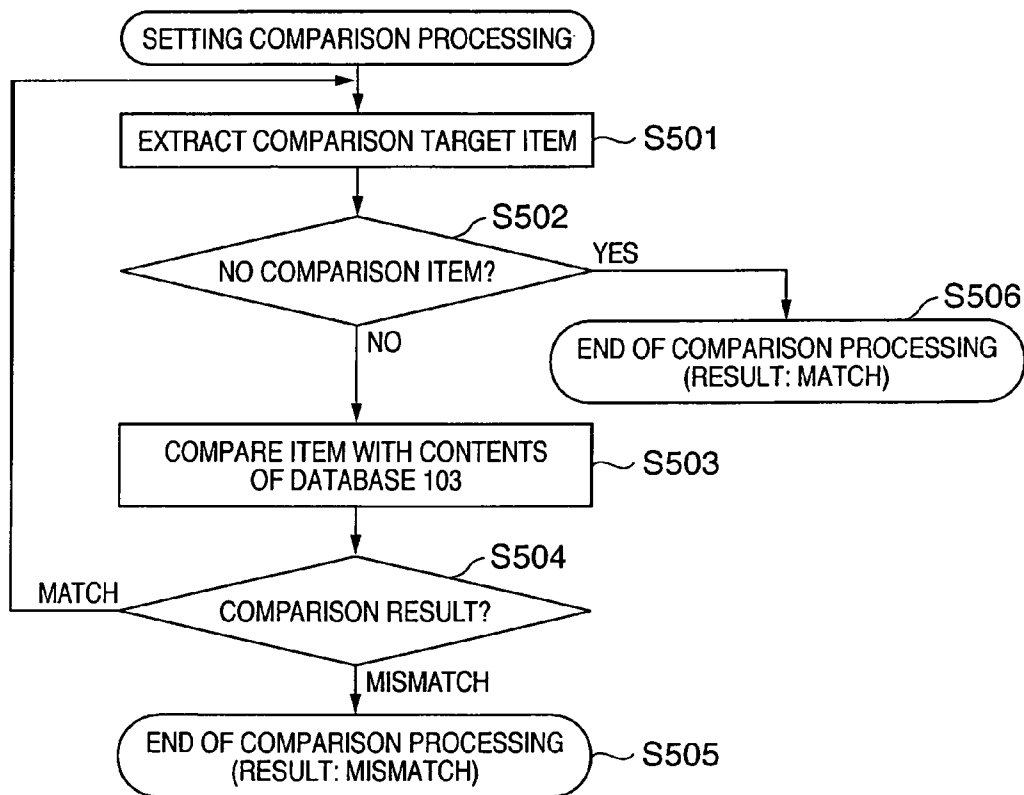 SETTING COMPARISON PROCESSING
EXTRACT COMPARISON TARGET ITEM
S501
S502
NO COMPARISON ITEM?
YES
S506
NO
END OF COMPARISON PROCESSING
(RESULT: MATCH)
COMPARE ITEM WITH CONTENTS
OF DATABASE 103
S503
S504
MATCH
COMPARISON RESULT?
MISMATCH
END OF COMPARISON PROCESSING
(RESULT: MISMATCH)
S505